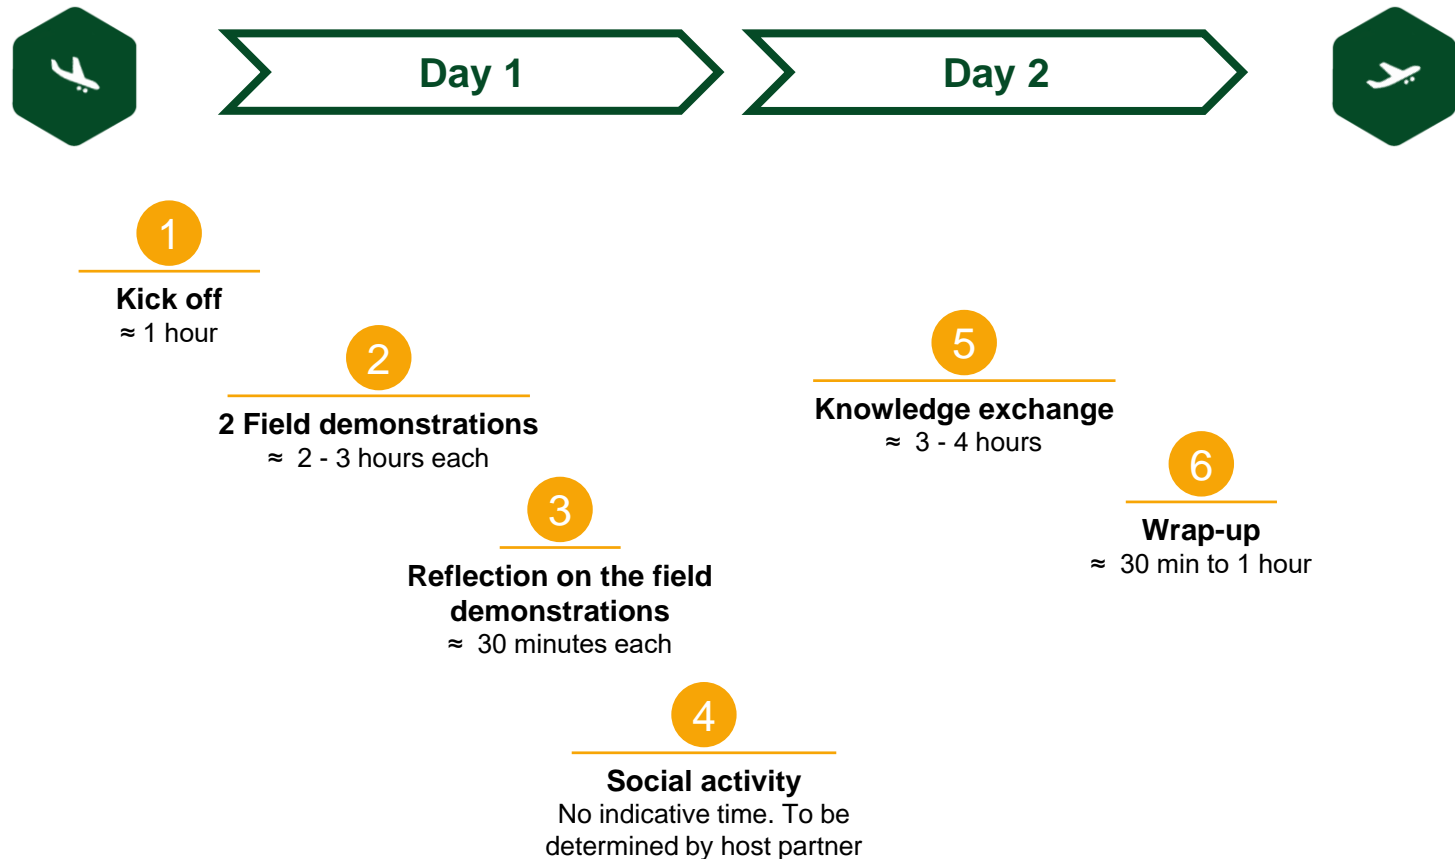 Day 1
Day 2
1
Kick off
≈ 1 hour
2
2 Field demonstrations
≈ 2 - 3 hours each
3
Reflection on the field
demonstrations
≈ 30 minutes each
4
Social activity
No indicative time. To be
determined by host partner
5
Knowledge exchange
≈ 3 - 4 hours
6
Wrap-up
≈ 30 min to 1 hour